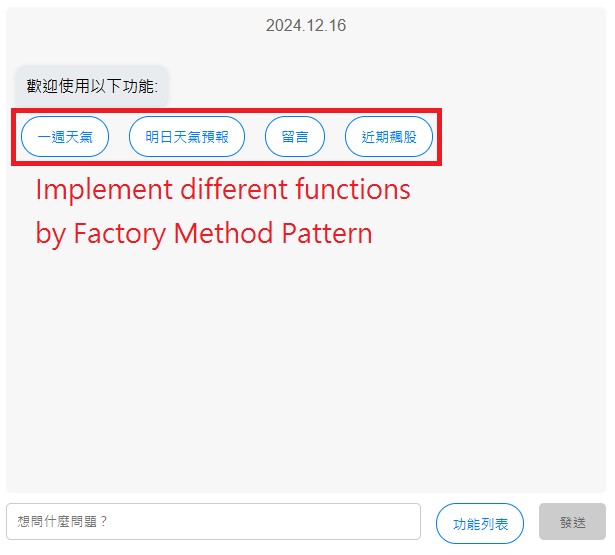 2024.12.16
歡迎使用以下功能:
一週天氣 明日天氣預報 留言 近期飆股
Implement different functions
by Factory Method Pattern
想問什麼問題？ 功能列表 發送